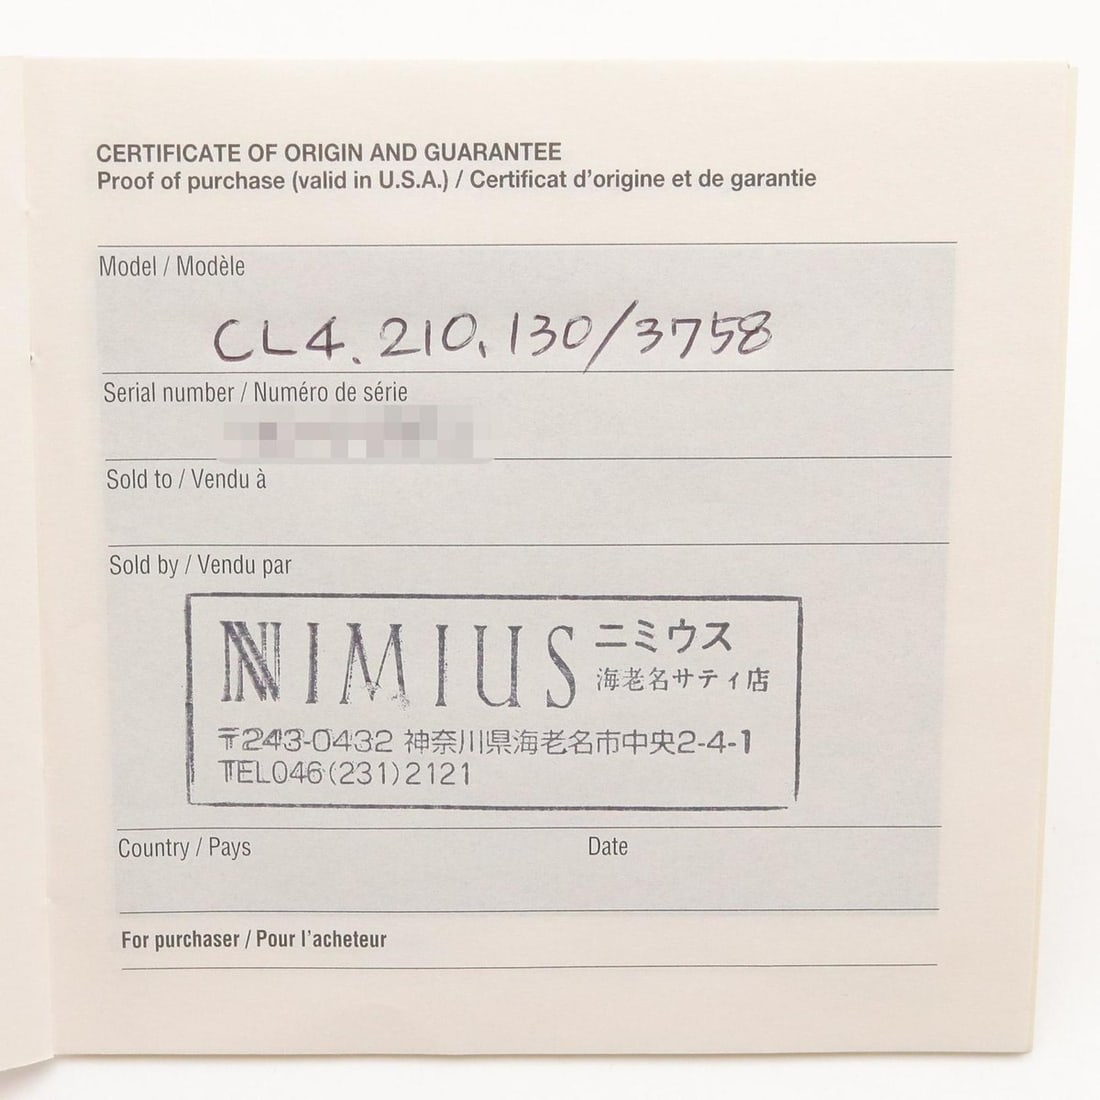 CERTIFICATE OF ORIGIN AND GUARANTEE
Proof of purchase (valid in U.S.A.) / Certificat d'origine et de garantie
Model / Modèle
CL4.210.130/3758
Serial number / Numéro de série
Sold to / Vendu à
Sold by / Vendu par
NIMIUS ニミウス
海老名サティ店
〒243-0432 神奈川県海老名市中央2-4-1
TEL046(231)2121
Country / Pays Date
For purchaser / Pour l'acheteur